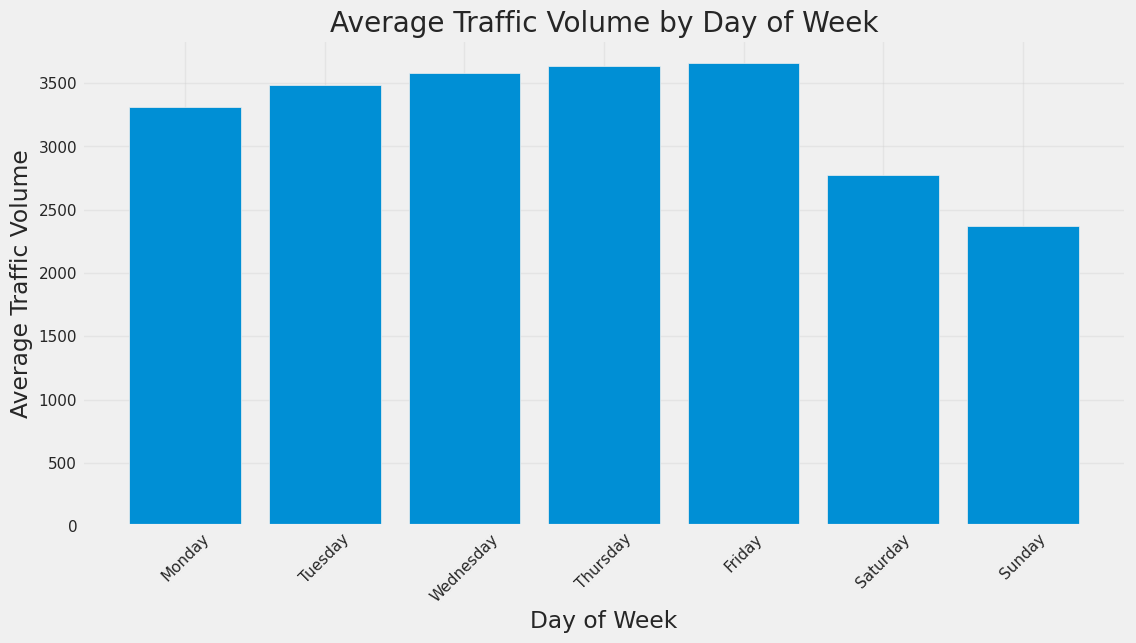 Average Traffic Volume by Day of Week
Average Traffic Volume
3500
3000
2500
2000
1500
1000
500
0
Monday
Tuesday
Wednesday
Thursday
Friday
Saturday
Sunday
Day of Week